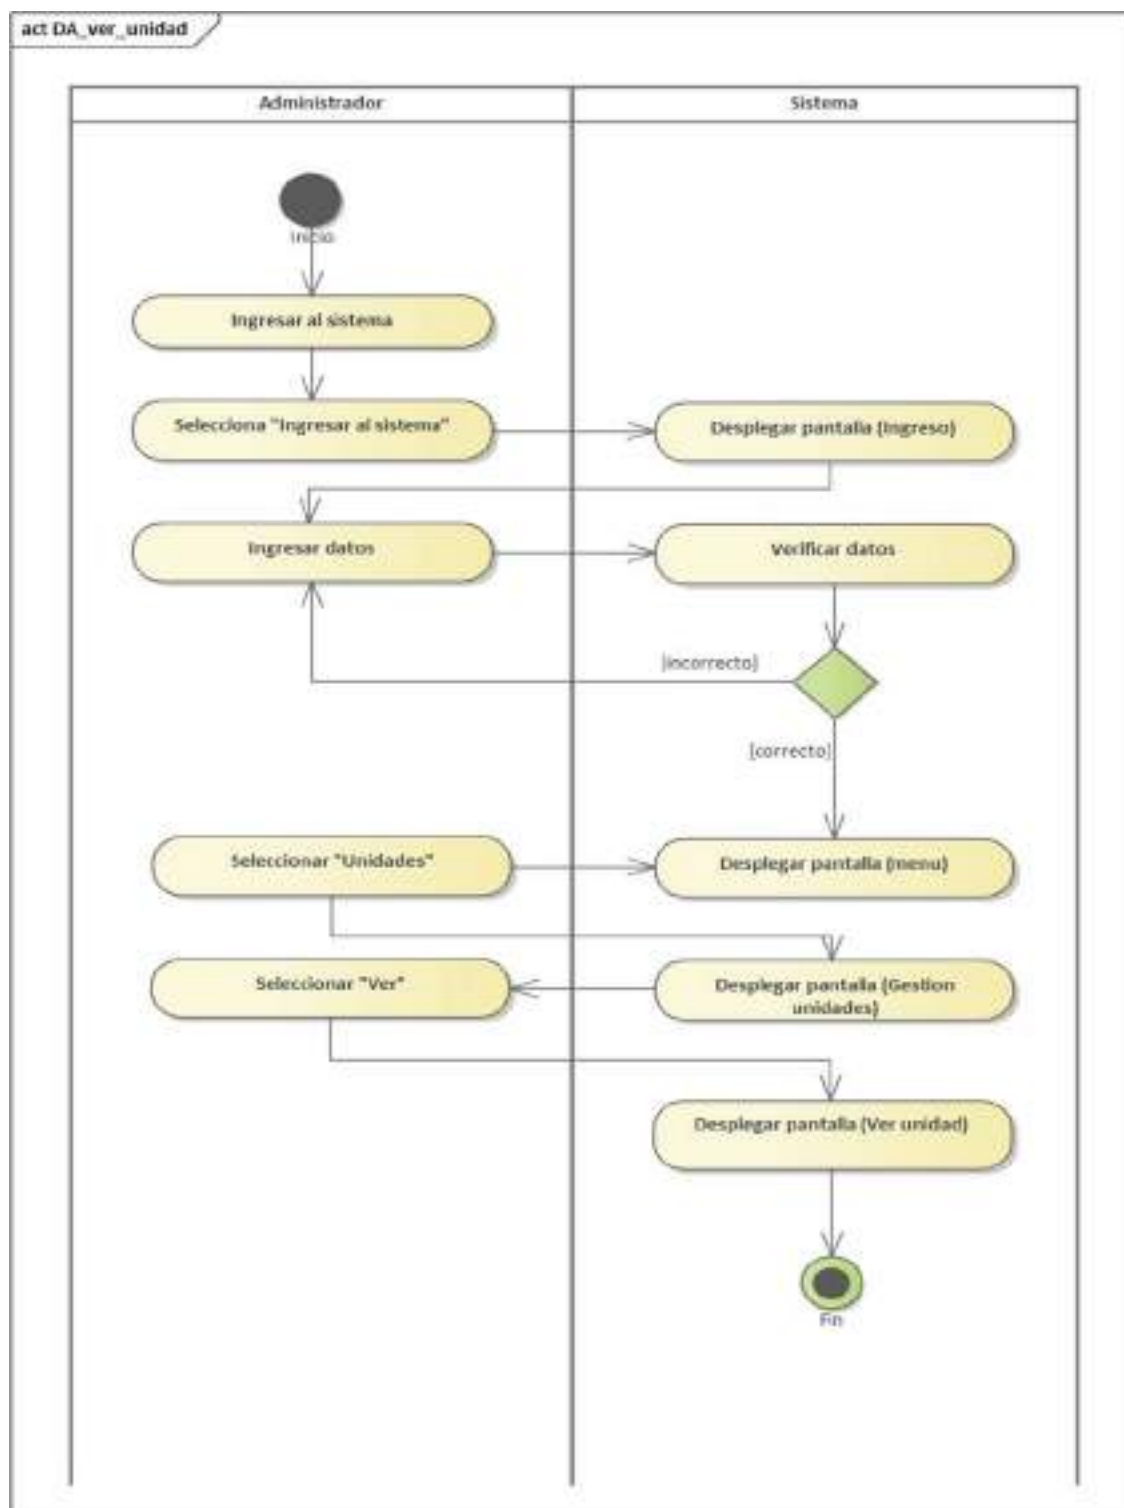 act DA_ver_unidad
Administrador
Sistema
Inicio
Ingresar al sistema
Selecciona "Ingresar al sistema"
Desplegar pantalla (Ingreso)
Ingresar datos
Verificar datos
[incorrecto]
[correcto]
Seleccionar "Unidades"
Desplegar pantalla (menu)
Seleccionar "Ver"
Desplegar pantalla (Gestion
unidades)
Desplegar pantalla (Ver unidad)
Fin